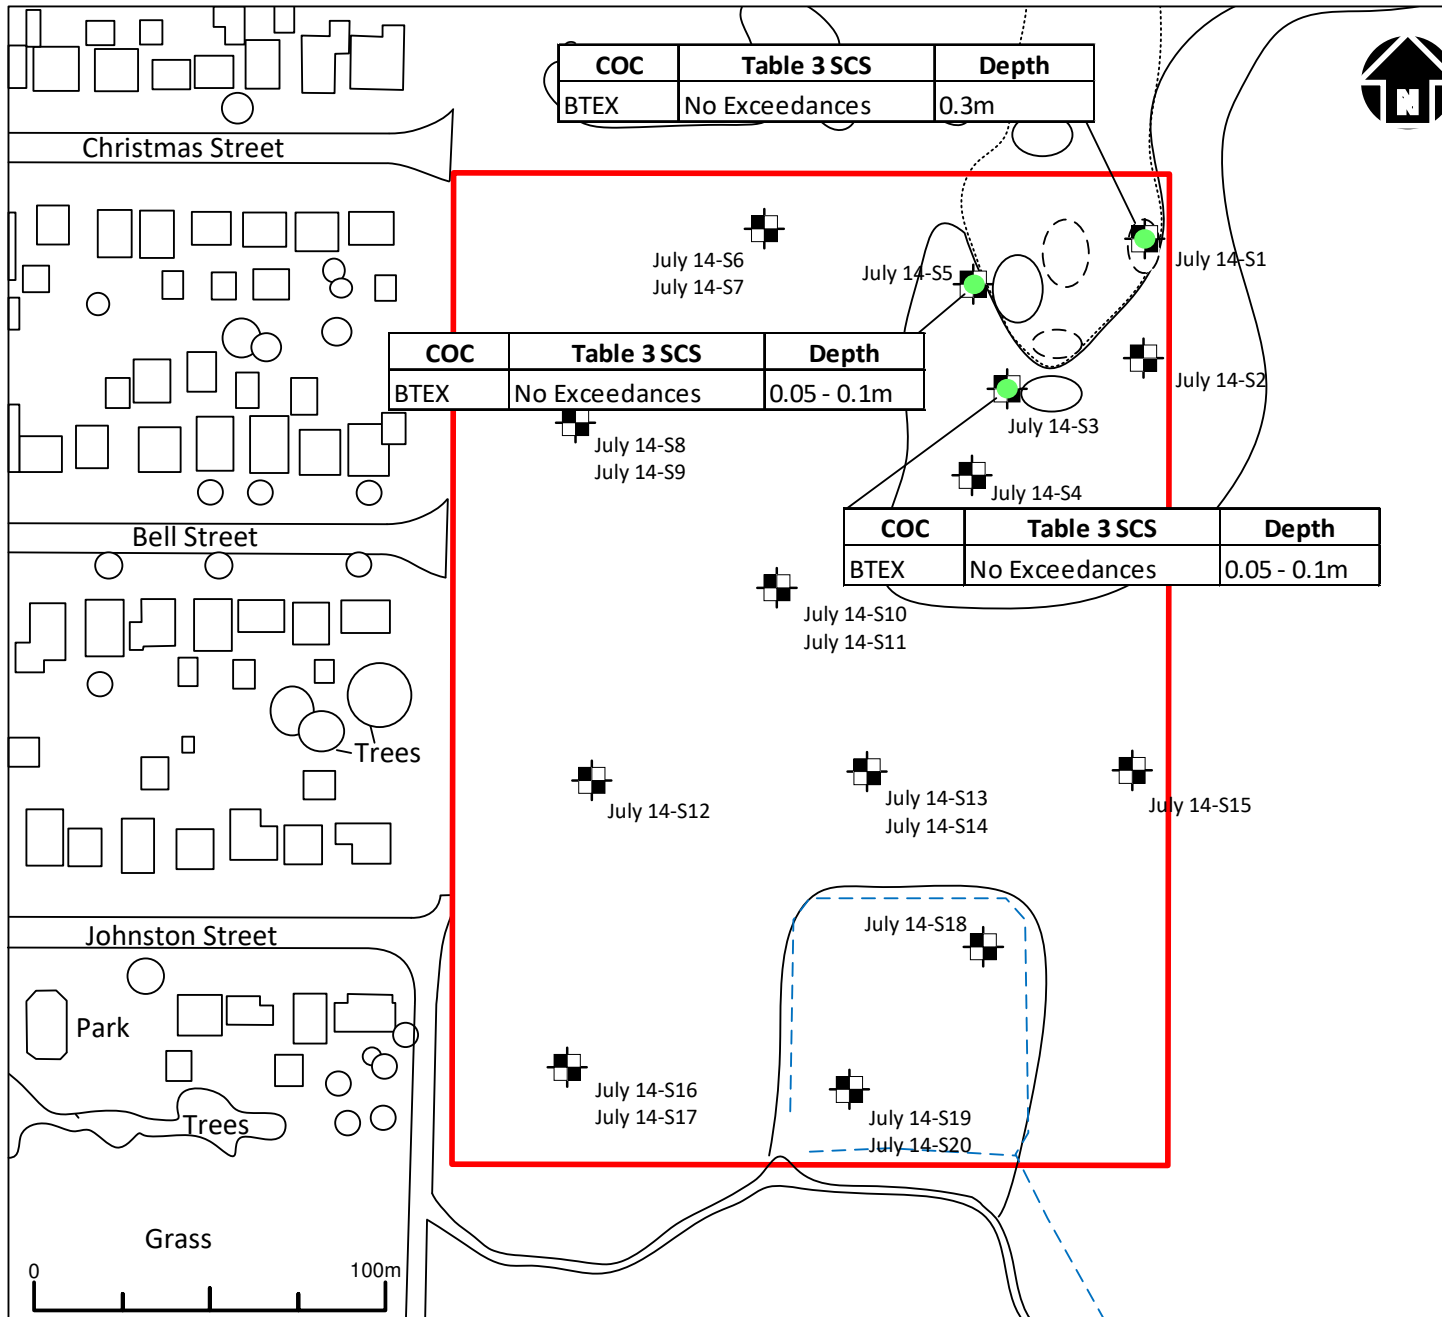 COC Table 3 SCS Depth
BTEX No Exceedances 0.3m
N
Christmas Street
July 14-S6
July 14-S7
July 14-S5
July 14-S1
COC Table 3 SCS Depth
BTEX No Exceedances 0.05 - 0.1m
July 14-S2
July 14-S3
July 14-S8
July 14-S9
July 14-S4
Bell Street
COC Table 3 SCS Depth
BTEX No Exceedances 0.05 - 0.1m
July 14-S10
July 14-S11
Trees
July 14-S12
July 14-S13
July 14-S14
July 14-S15
Johnston Street
July 14-S18
Park
July 14-S16
July 14-S17
Trees
July 14-S19
July 14-S20
Grass
0 100m